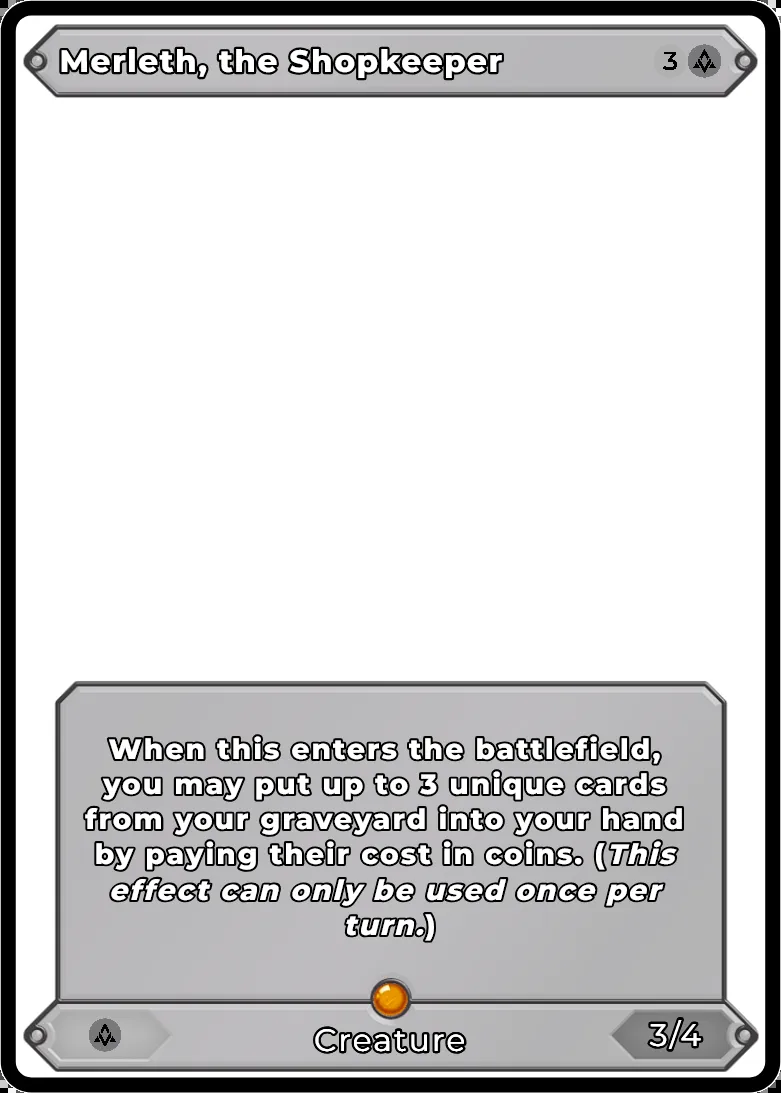 Merleth, the Shopkeeper 3
When this enters the battlefield,
you may put up to 3 unique cards
from your graveyard into your hand
by paying their cost in coins. (This
effect can only be used once per
turn.)
Creature 3/4